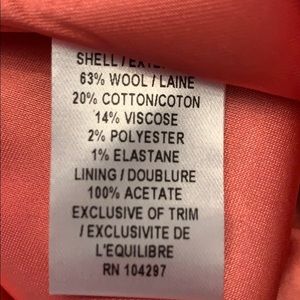 SHELL / EXTE
63% WOOL / LAINE
20% COTTON/COTON
14% VISCOSE
2% POLYESTER
1% ELASTANE
LINING / DOUBLURE
100% ACETATE
EXCLUSIVE OF TRIM
/ EXCLUSIVITE DE
L'EQUILIBRE
RN 104297